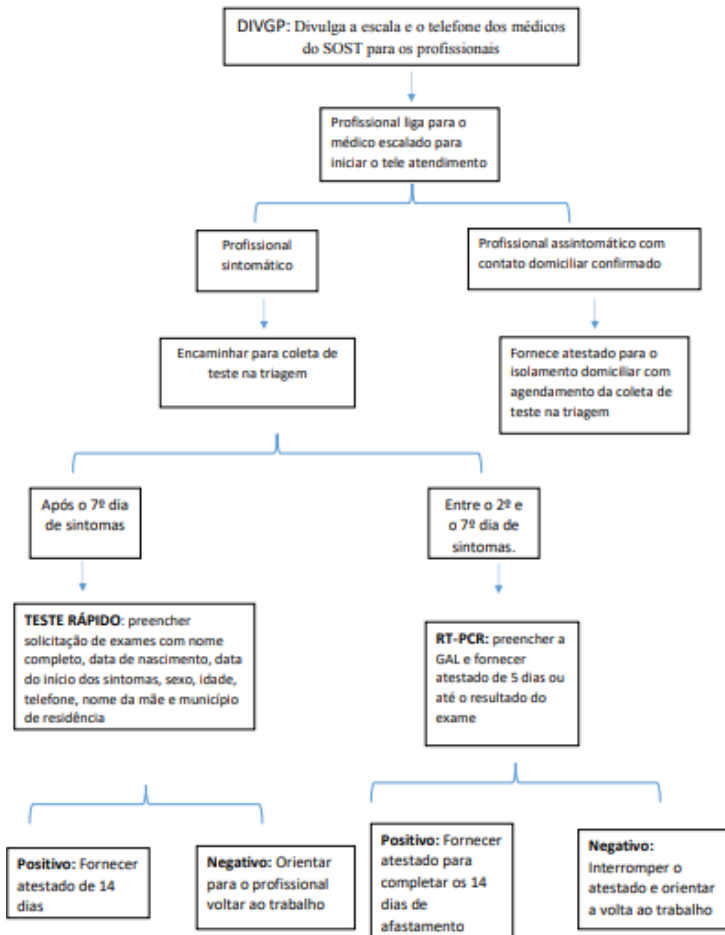 DIVGP: Divulga a escala e o telefone dos médicos
do SOST para os profissionais
Profissional liga para o
médico escalado para
iniciar o tele atendimento
Profissional
sintomático
Profissional assintomático com
contato domiciliar confirmado
Encaminhar para coleta de
teste na triagem
Fornece atestado para o
isolamento domiciliar com
agendamento da coleta de
teste na triagem
Após o 7º dia
de sintomas
Entre o 2º e
o 7º dia de
sintomas.
TESTE RÁPIDO: preencher
solicitação de exames com nome
completo, data de nascimento, data
do início dos sintomas, sexo, idade,
telefone, nome da mãe e município
de residência
RT-PCR: preencher a
GAL e fornecer
atestado de 5 dias ou
até o resultado do
exame
Positivo: Fornecer
atestado de 14
dias
Negativo: Orientar
para o profissional
voltar ao trabalho
Positivo: Fornecer
atestado para
completar os 14
dias de
afastamento
Negativo:
Interromper o
atestado e orientar
a volta ao trabalho